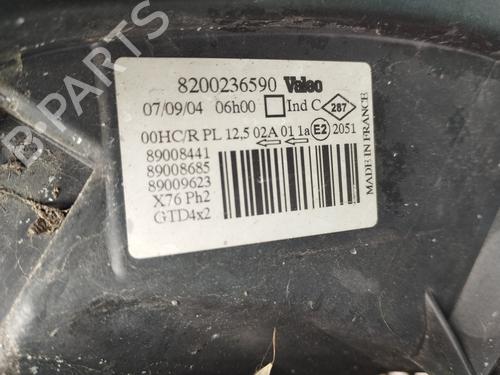 8200236590 Valeo
07/09/04 06h00 Ind C 287
00HC/R PL 12,5 02A 01 1a E2 2051
89008441
89008685
89009623
X76 Ph2
GTD4x2
MADE IN FRANCE
B-PARTS